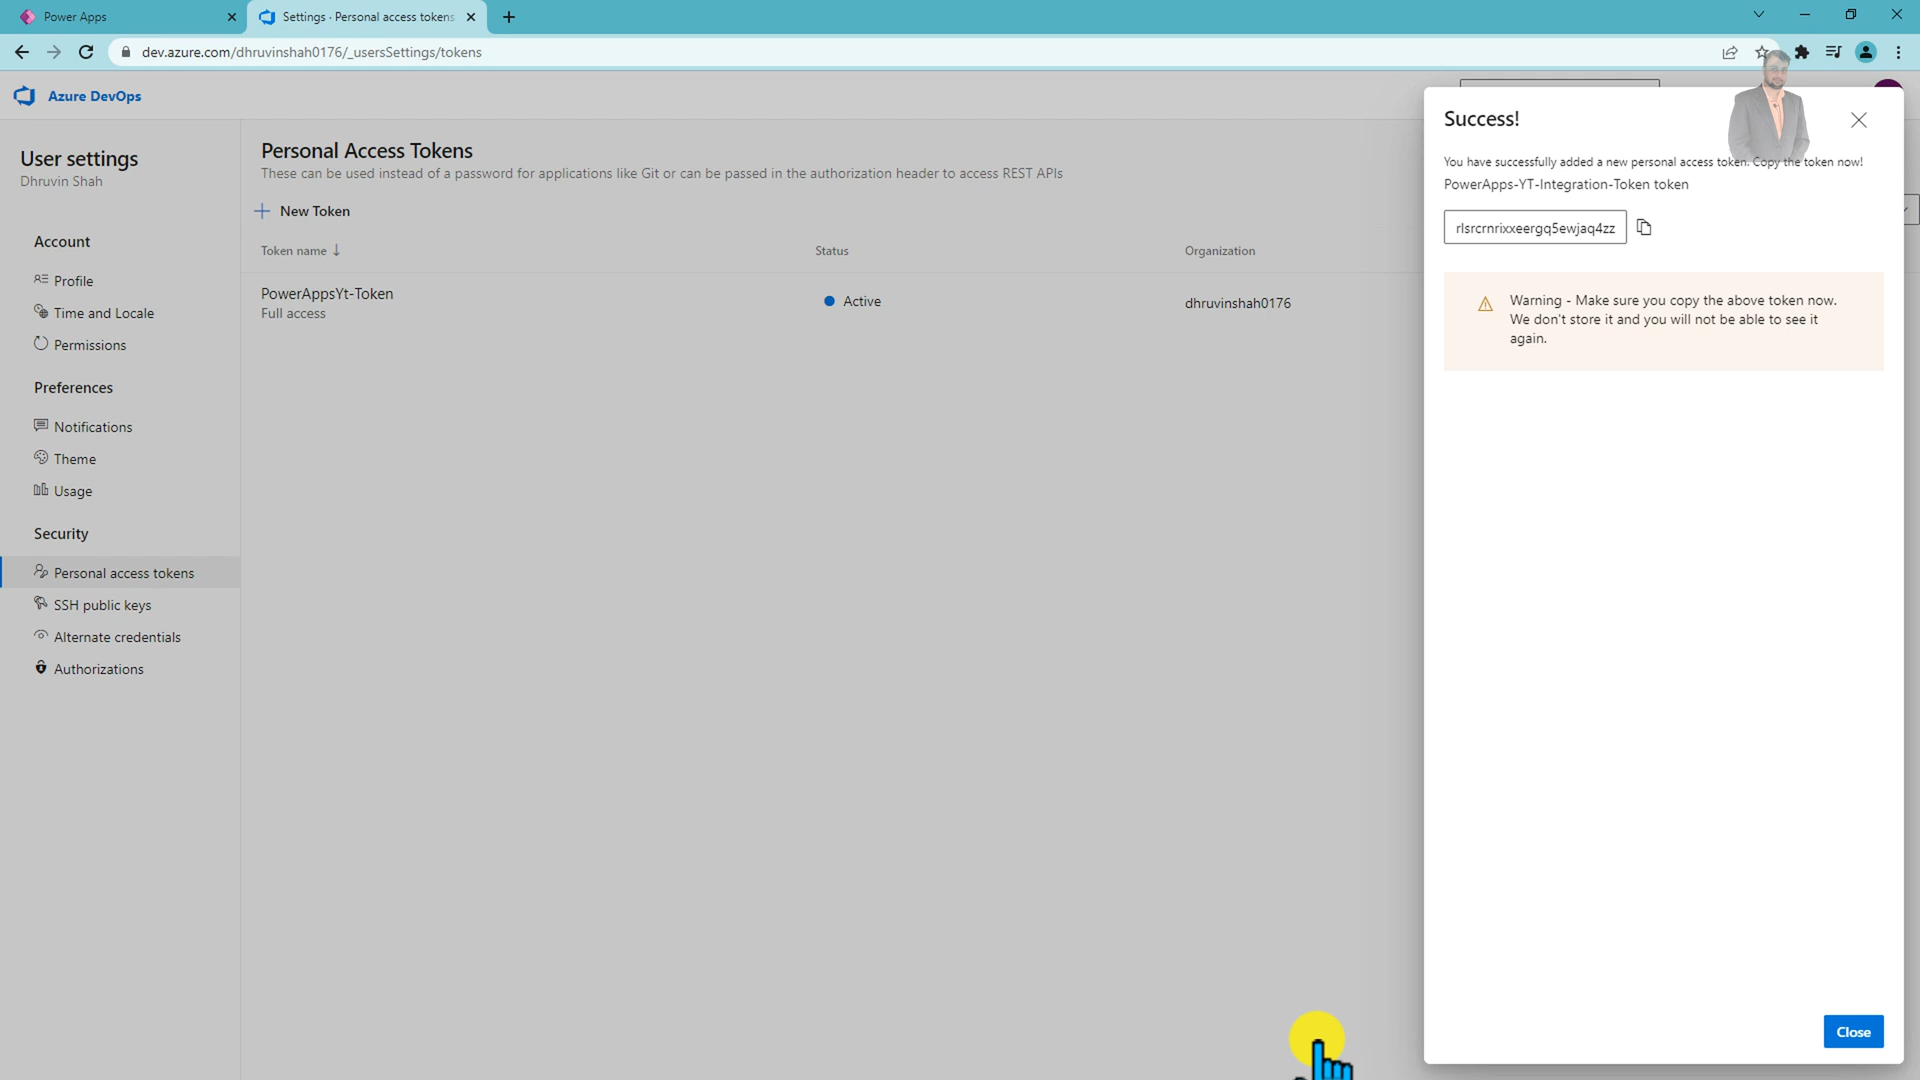 Power Apps
Settings · Personal access tokens
dev.azure.com/dhruvinshah0176/_usersSettings/tokens
Azure DevOps
User settings
Dhruvin Shah
Account
Profile
Time and Locale
Permissions
Preferences
Notifications
Theme
Usage
Security
Personal access tokens
SSH public keys
Alternate credentials
Authorizations
Personal Access Tokens
These can be used instead of a password for applications like Git or can be passed in the authorization header to access REST APIs
New Token
Token name ↓
Status
Organization
PowerAppsYt-Token
Full access
Active
dhruvinshah0176
Success!
You have successfully added a new personal access token. Copy the token now!
PowerApps-YT-Integration-Token token
rlsrcrnrixxeergq5ewjaq4zz
Warning - Make sure you copy the above token now.
We don't store it and you will not be able to see it
again.
Close